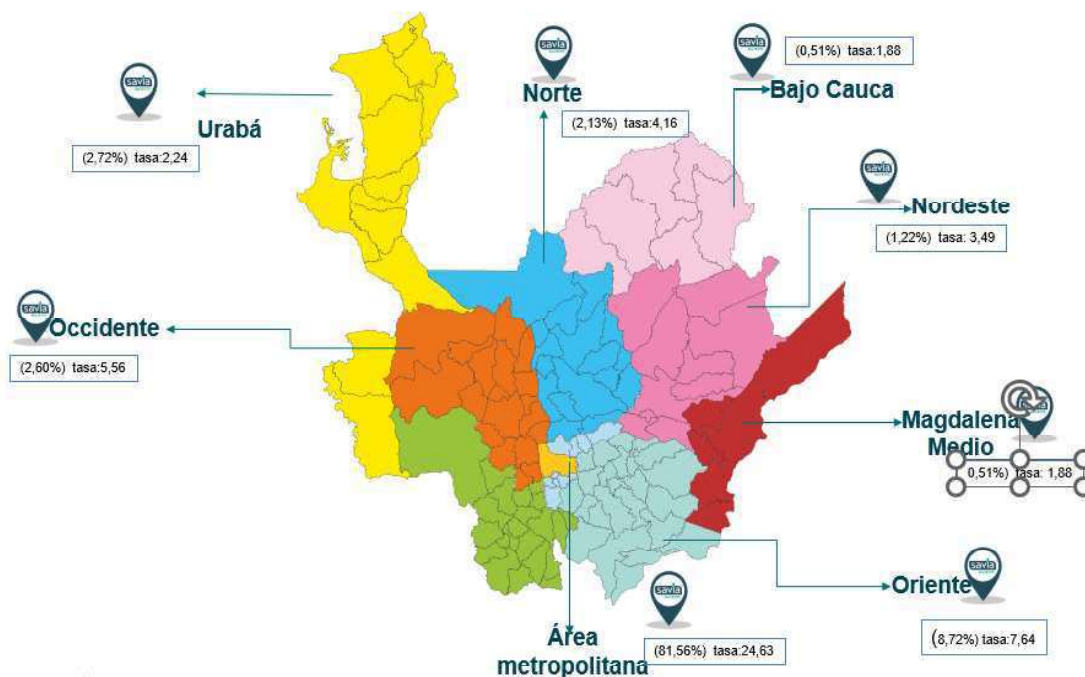 savia
Norte
(2,13%) tasa:4,16
savia
(0,51%) tasa:1,88
Bajo Cauca
savia
Urabá
(2,72%) tasa:2,24
savia
Nordeste
(1,22%) tasa: 3,49
savia
Occidente
(2,60%) tasa:5,56
Magdalena
Medio
0,51%) tasa: 1,88
savia
Oriente
(8,72%) tasa:7,64
savia
Área
metropolitana
(81,56%) tasa:24,63